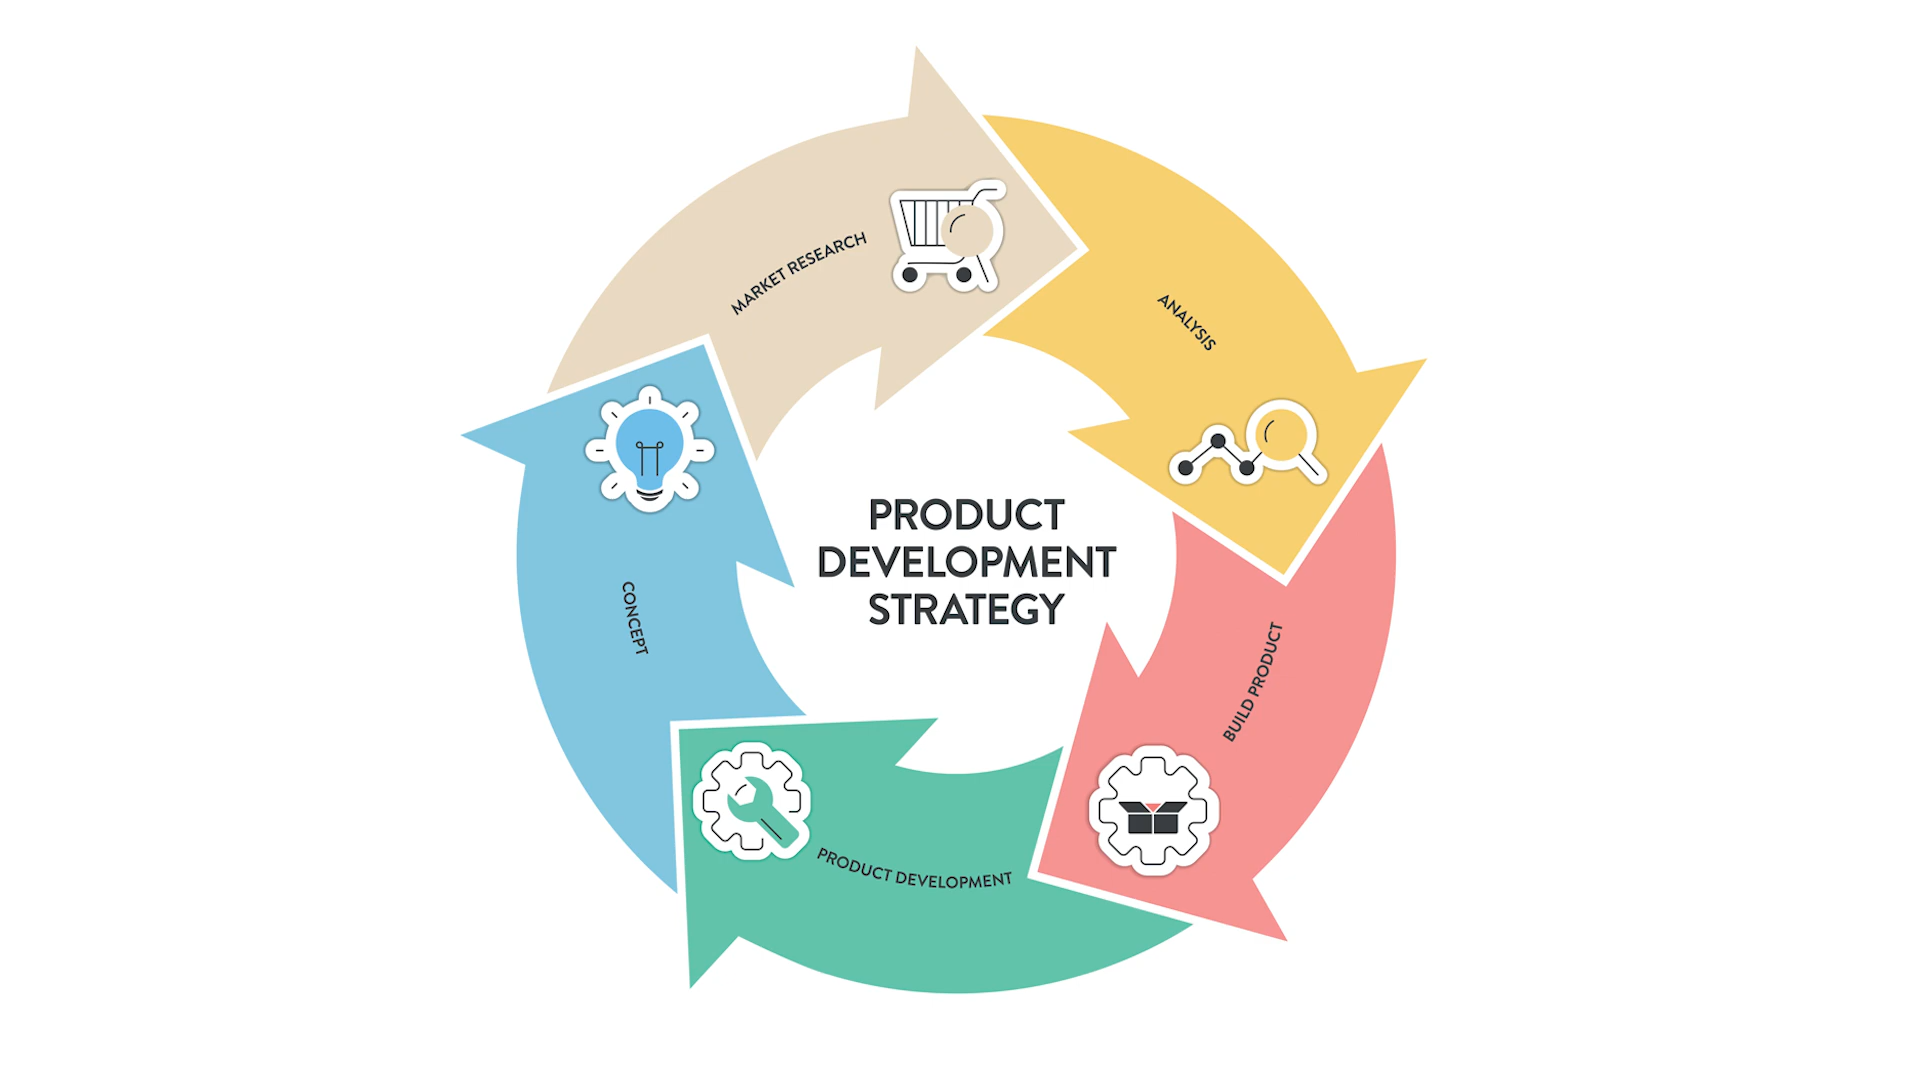 PRODUCT
DEVELOPMENT
STRATEGY
MARKET RESEARCH
ANALYSIS
BUILD PRODUCT
PRODUCT DEVELOPMENT
CONCEPT